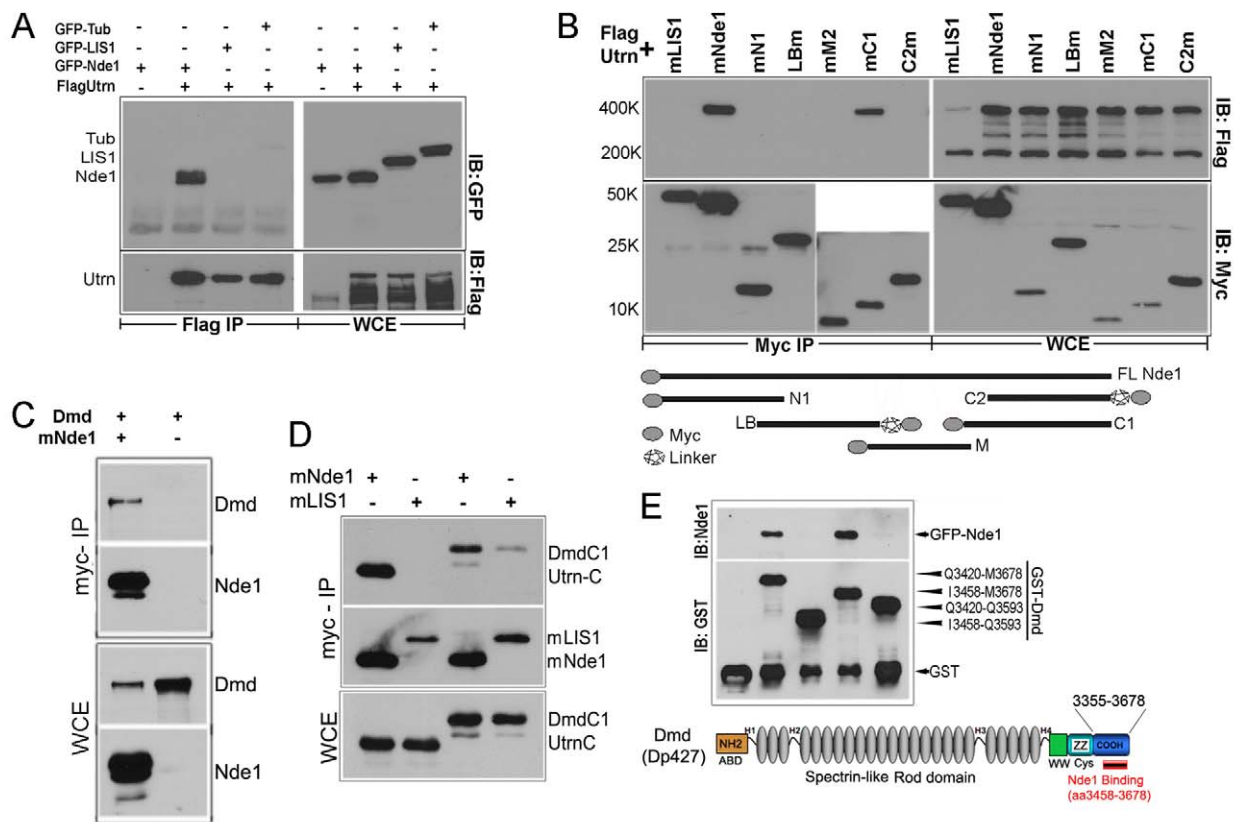 A
GFP-Tub - - - + - - - +
GFP-LIS1 - - + - - - + -
GFP-Nde1 + + - - + + - -
FlagUtrn - + + + - + + +
Tub
LIS1
Nde1
IB:GFP
Utrn
IB:Flag
Flag IP
WCE
B
Flag
Utrn +
mLIS1 mNde1 mN1 LBm mM2 mC1 C2m mLIS1 mNde1 mN1 LBm mM2 mC1 C2m
400K
200K
IB: Flag
50K
25K
10K
IB: Myc
Myc IP
WCE
FL Nde1
N1
C2
LB
C1
M
Myc
Linker
C
Dmd + +
mNde1 + -
myc- IP
Dmd
Nde1
WCE
Dmd
Nde1
D
mNde1 + - + -
mLIS1 - + - +
myc - IP
DmdC1
Utrn-C
mLIS1
mNde1
WCE
DmdC1
UtrnC
E
IB:Nde1
GFP-Nde1
IB: GST
Q3420-M3678
I3458-M3678
Q3420-Q3593
I3458-Q3593
GST-Dmd
GST
3355-3678
Dmd
(Dp427)
NH2
ABD
H1
H2
H3
H4
Spectrin-like Rod domain
WW
ZZ
Cys
COOH
Nde1 Binding
(aa3458-3678)